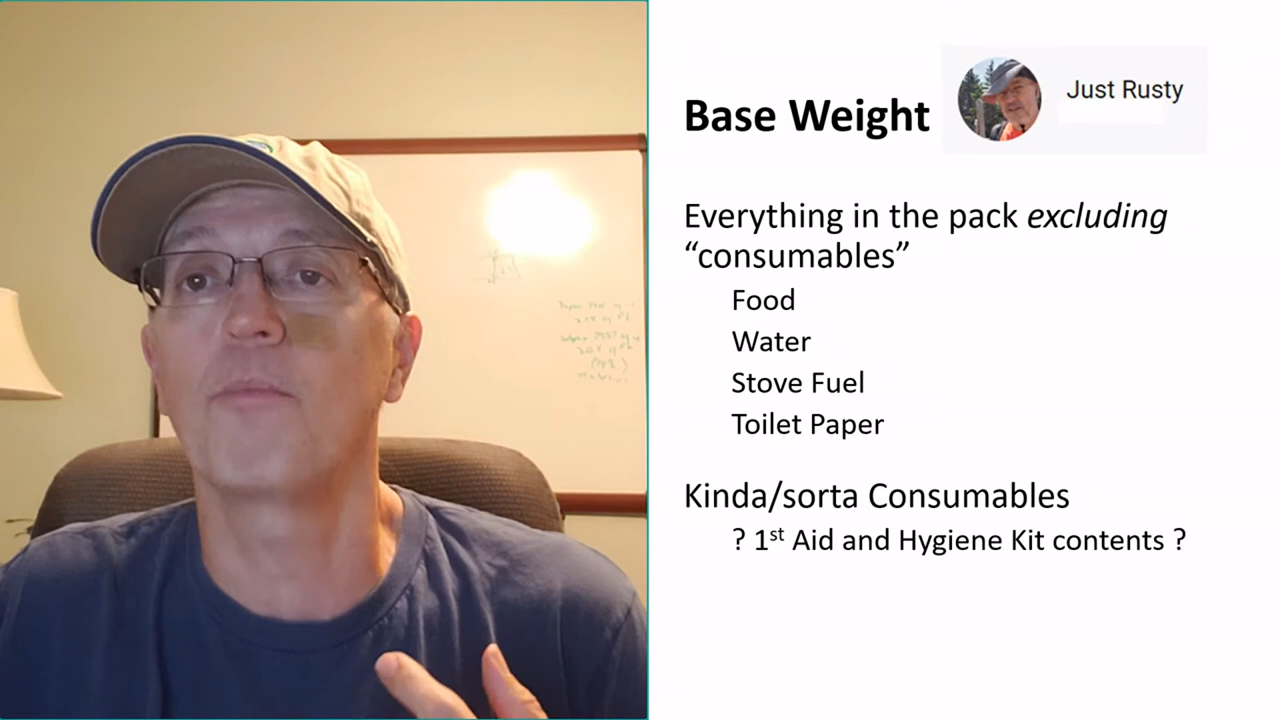 Base Weight
Just Rusty
Everything in the pack excluding
“consumables”
Food
Water
Stove Fuel
Toilet Paper
Kinda/sorta Consumables
? 1st Aid and Hygiene Kit contents ?